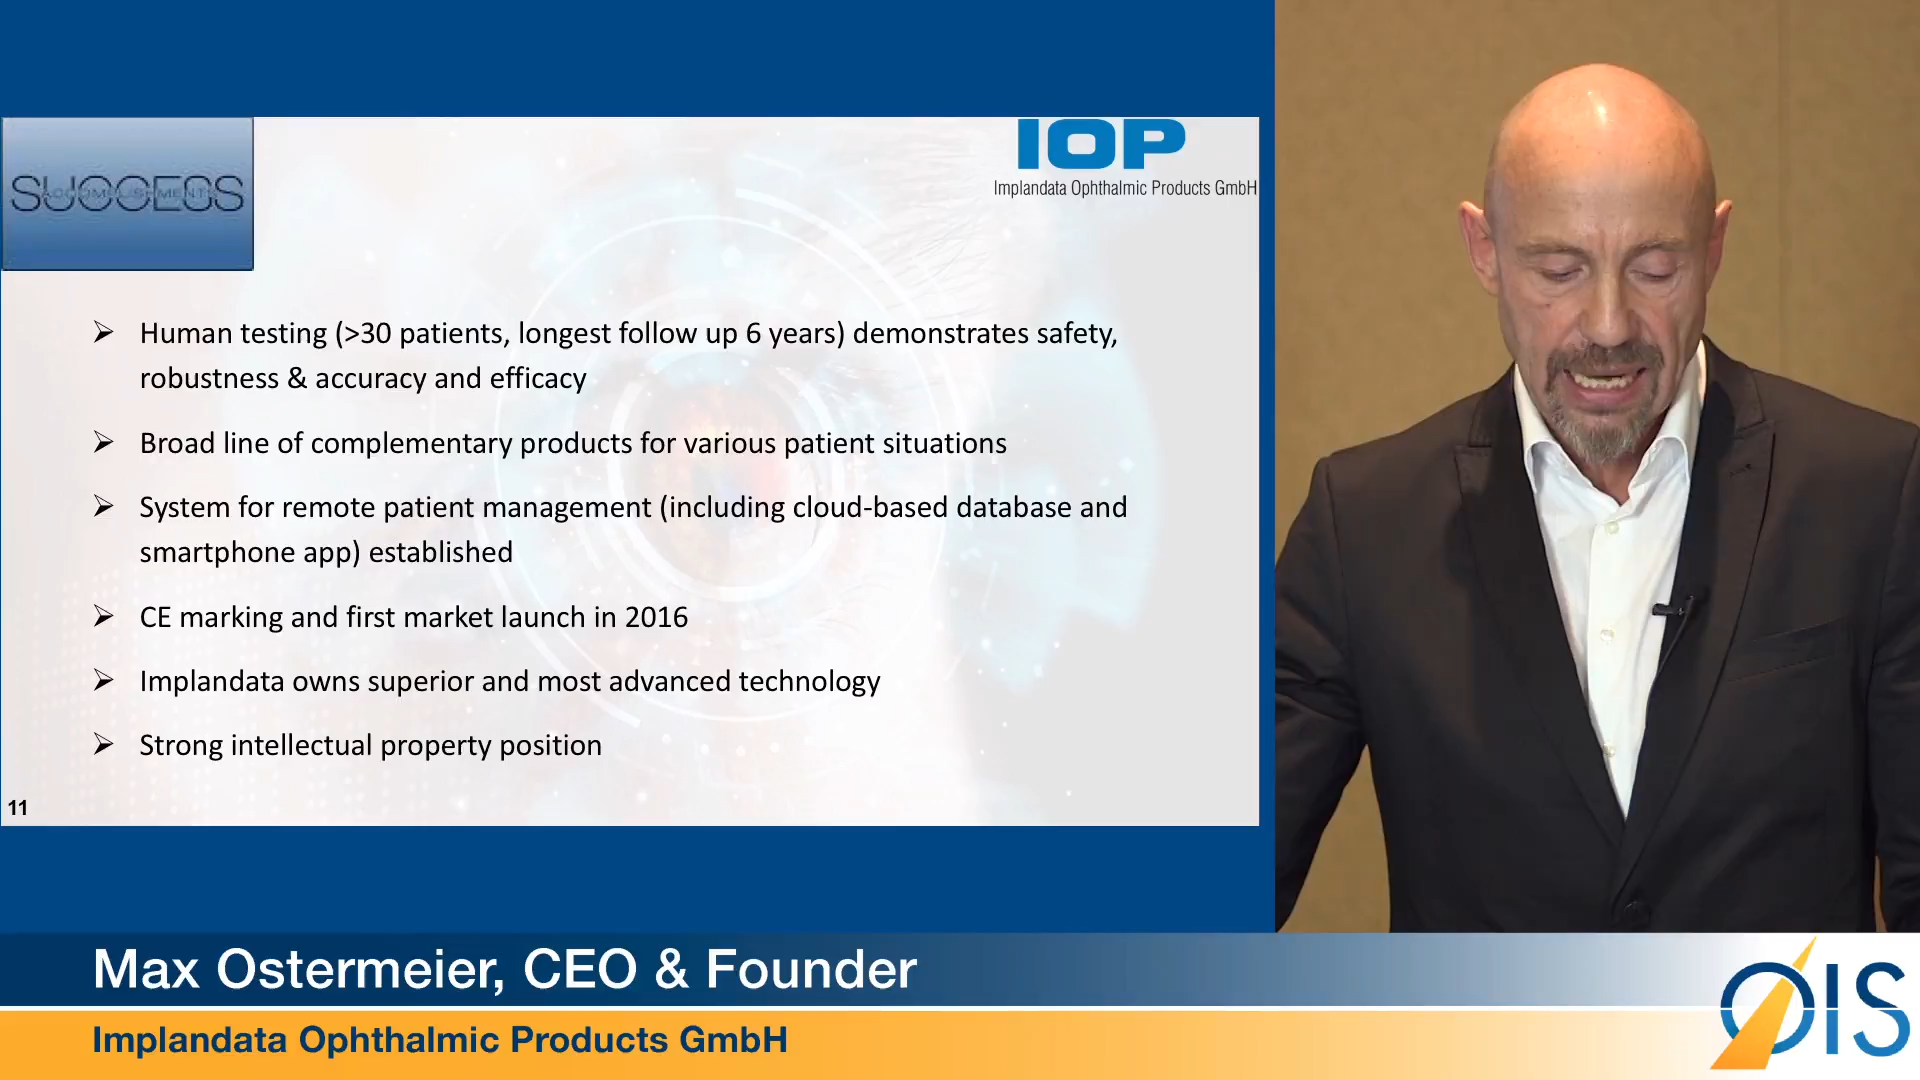 SUCCESS
ACCOMPLISHMENTS
IOP
Implandata Ophthalmic Products GmbH
➢ Human testing (>30 patients, longest follow up 6 years) demonstrates safety,
robustness & accuracy and efficacy
➢ Broad line of complementary products for various patient situations
➢ System for remote patient management (including cloud-based database and
smartphone app) established
➢ CE marking and first market launch in 2016
➢ Implandata owns superior and most advanced technology
➢ Strong intellectual property position
11
Max Ostermeier, CEO & Founder
Implandata Ophthalmic Products GmbH
OIS